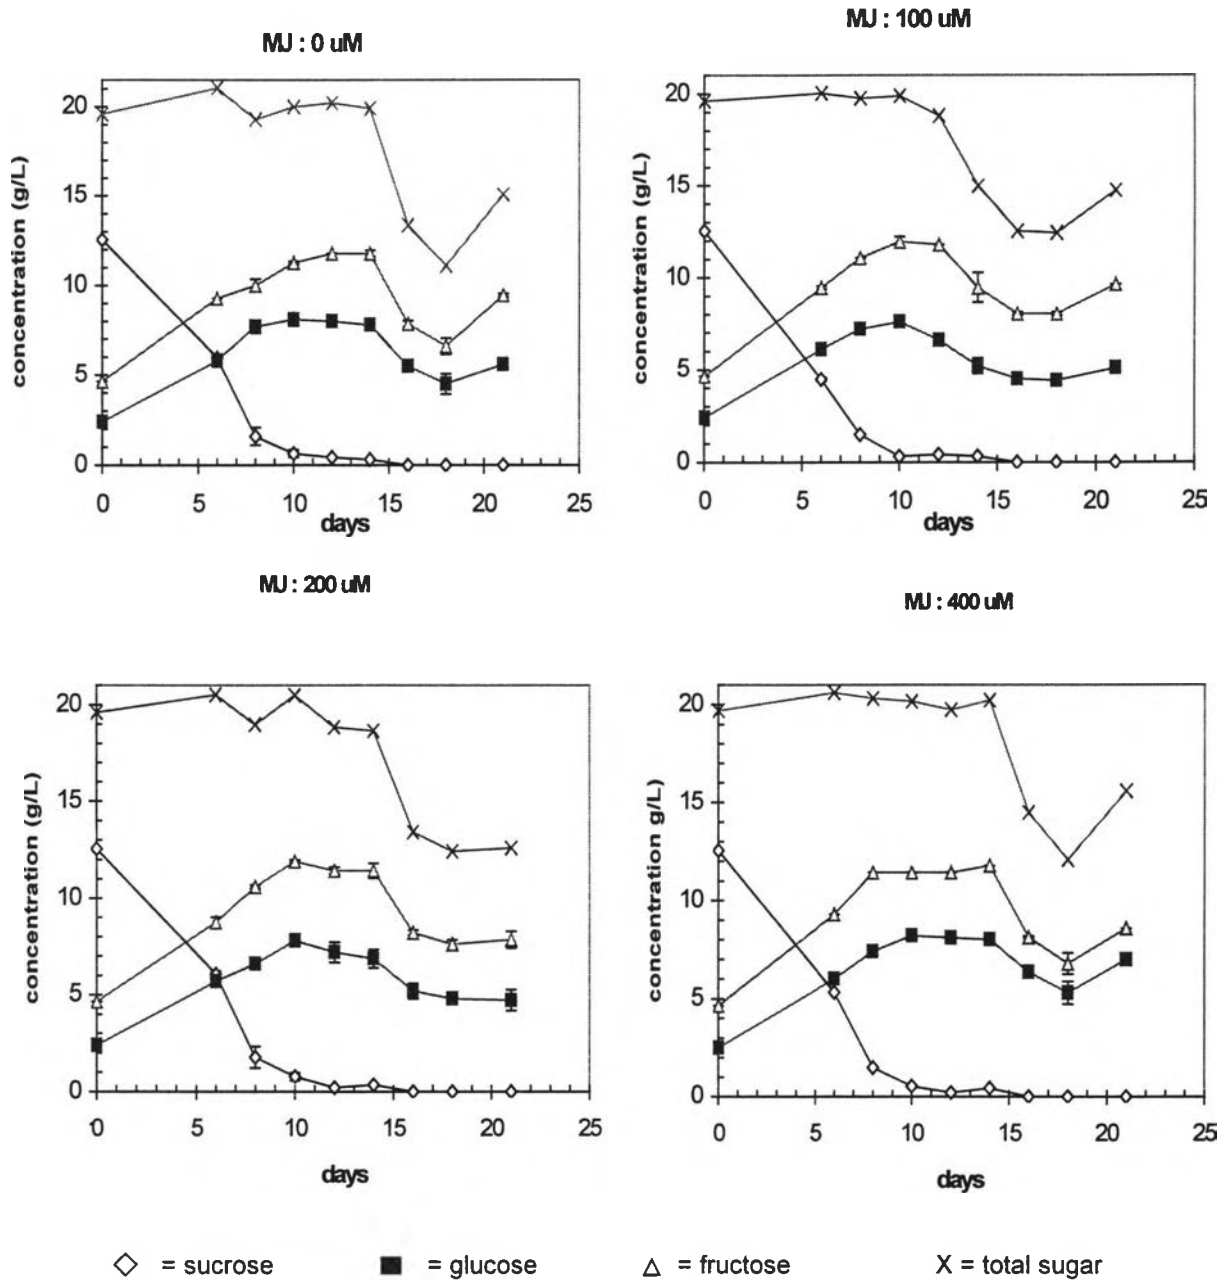 MJ : 0 uM
concentration (g/L)
20
15
10
5
0
0 5 10 15 20 25
days
MJ : 100 uM
concentration (g/L)
20
15
10
5
0
0 5 10 15 20 25
days
MJ : 200 uM
concentration (g/L)
20
15
10
5
0
0 5 10 15 20 25
days
MJ : 400 uM
concentration g/L)
20
15
10
5
0
0 5 10 15 20 25
days
= sucrose = glucose = fructose X = total sugar